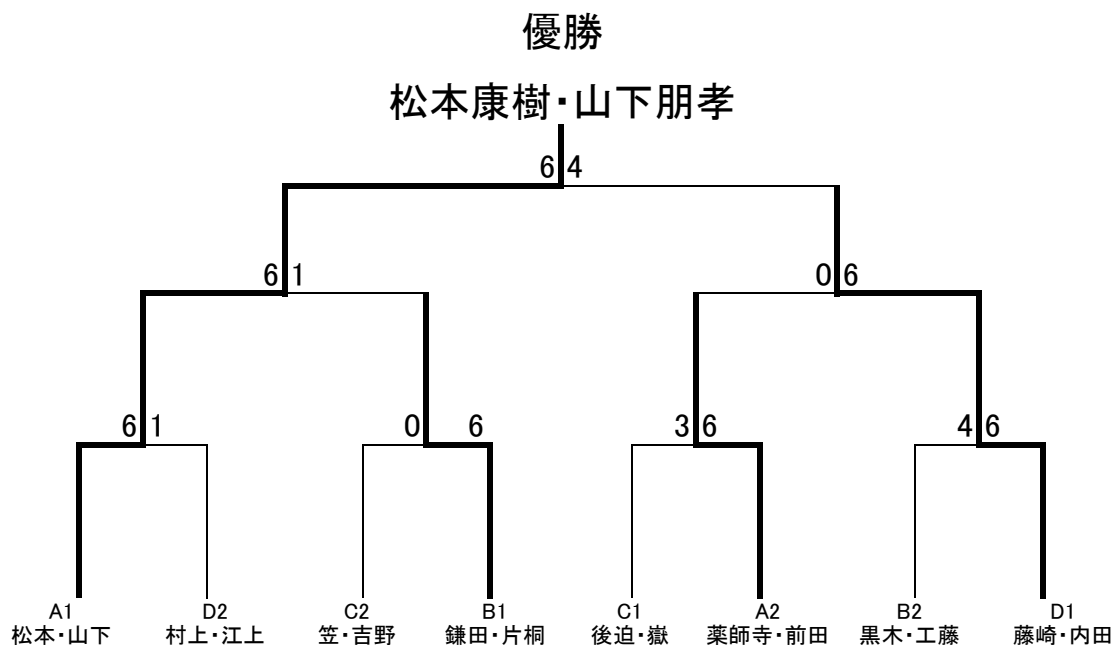 優勝
松本康樹・山下朋孝
6 4
6 1 0 6
6 1 0 6 3 6 4 6
A1 D2 C2 B1 C1 A2 B2 D1
松本・山下 村上・江上 笠・吉野 鎌田・片桐 後迫・嶽 薬師寺・前田 黒木・工藤 藤崎・内田